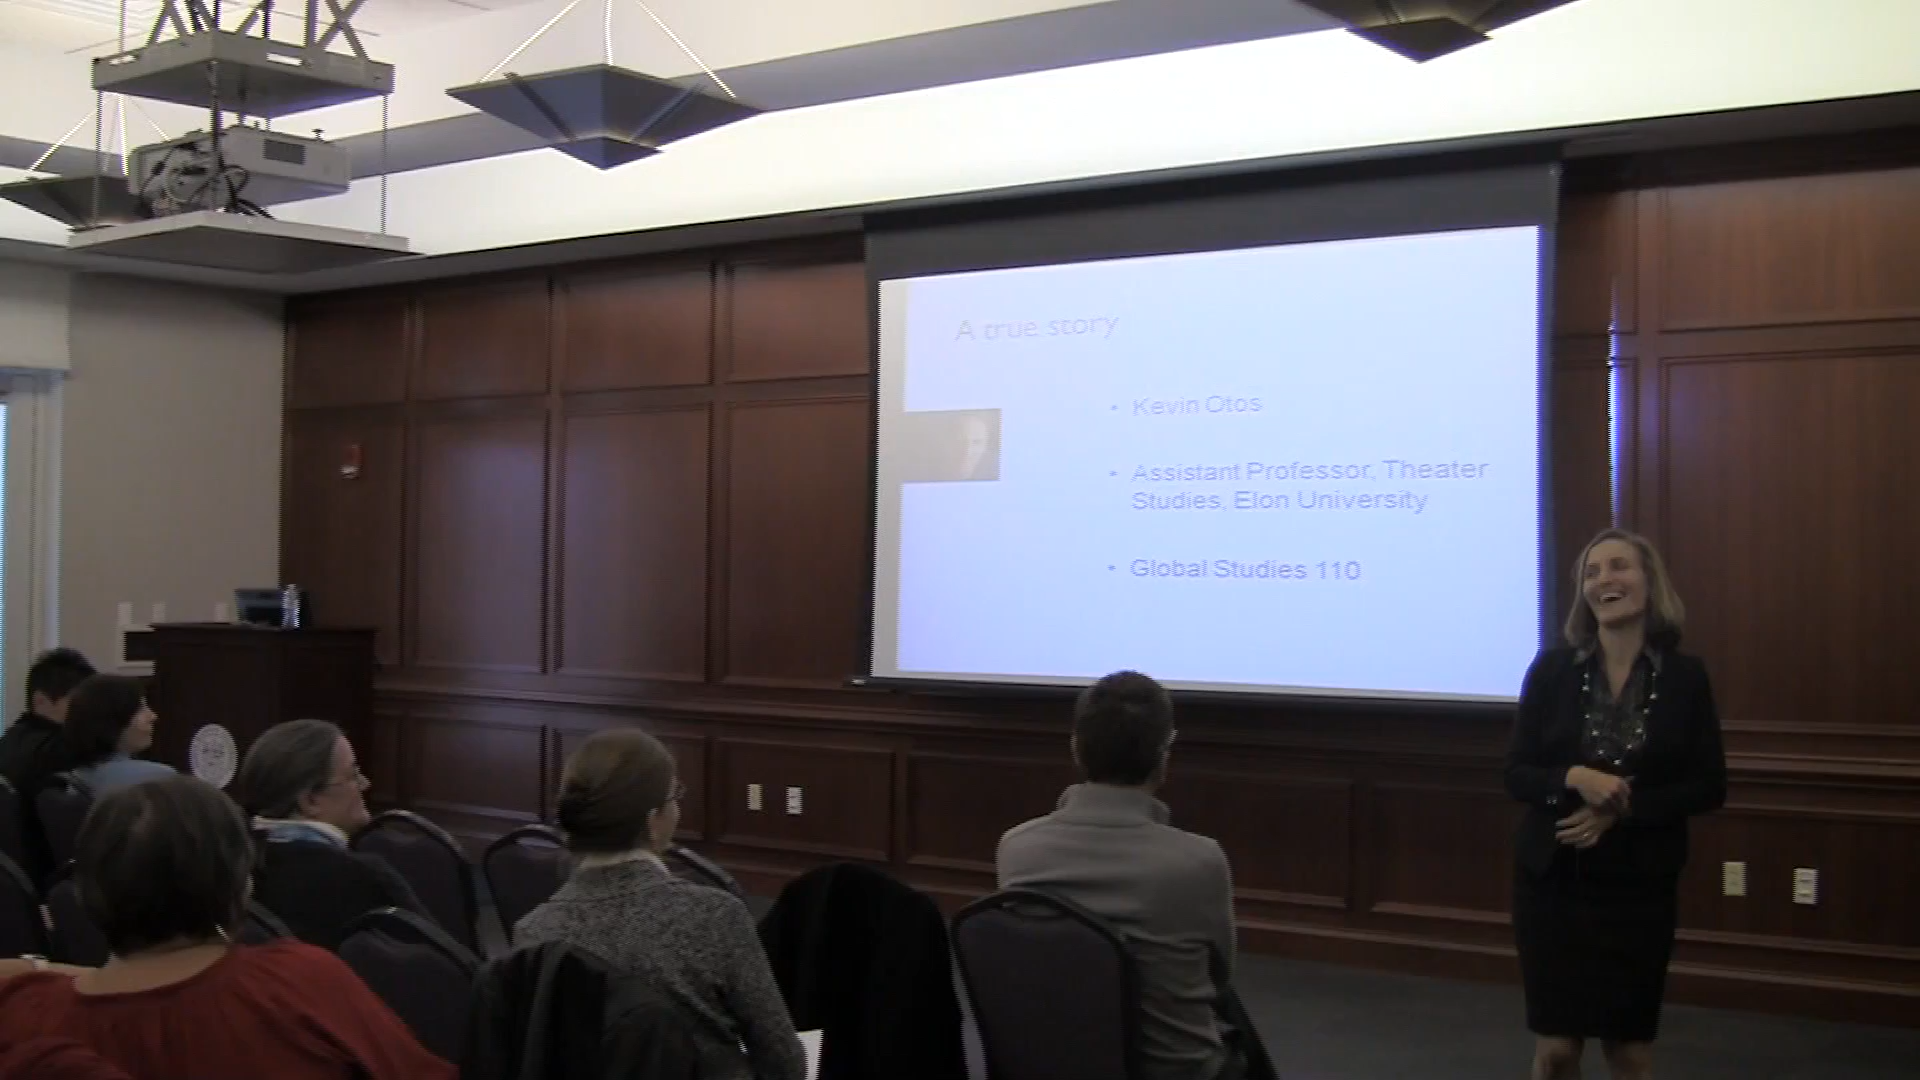 A true story
• Kevin Otos
• Assistant Professor, Theater
Studies, Elon University
• Global Studies 110